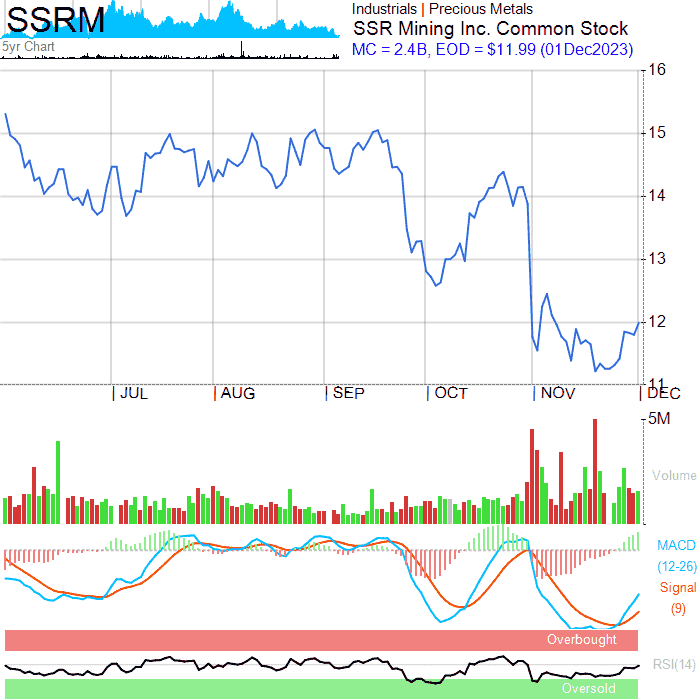 SSRM
5yr Chart
Industrials | Precious Metals
SSR Mining Inc. Common Stock
MC = 2.4B, EOD = $11.99 (01Dec2023)
16
15
14
13
12
11
JUL AUG SEP OCT NOV DEC
5M
Volume
MACD
(12-26)
Signal
(9)
Overbought
RSI(14)
Oversold